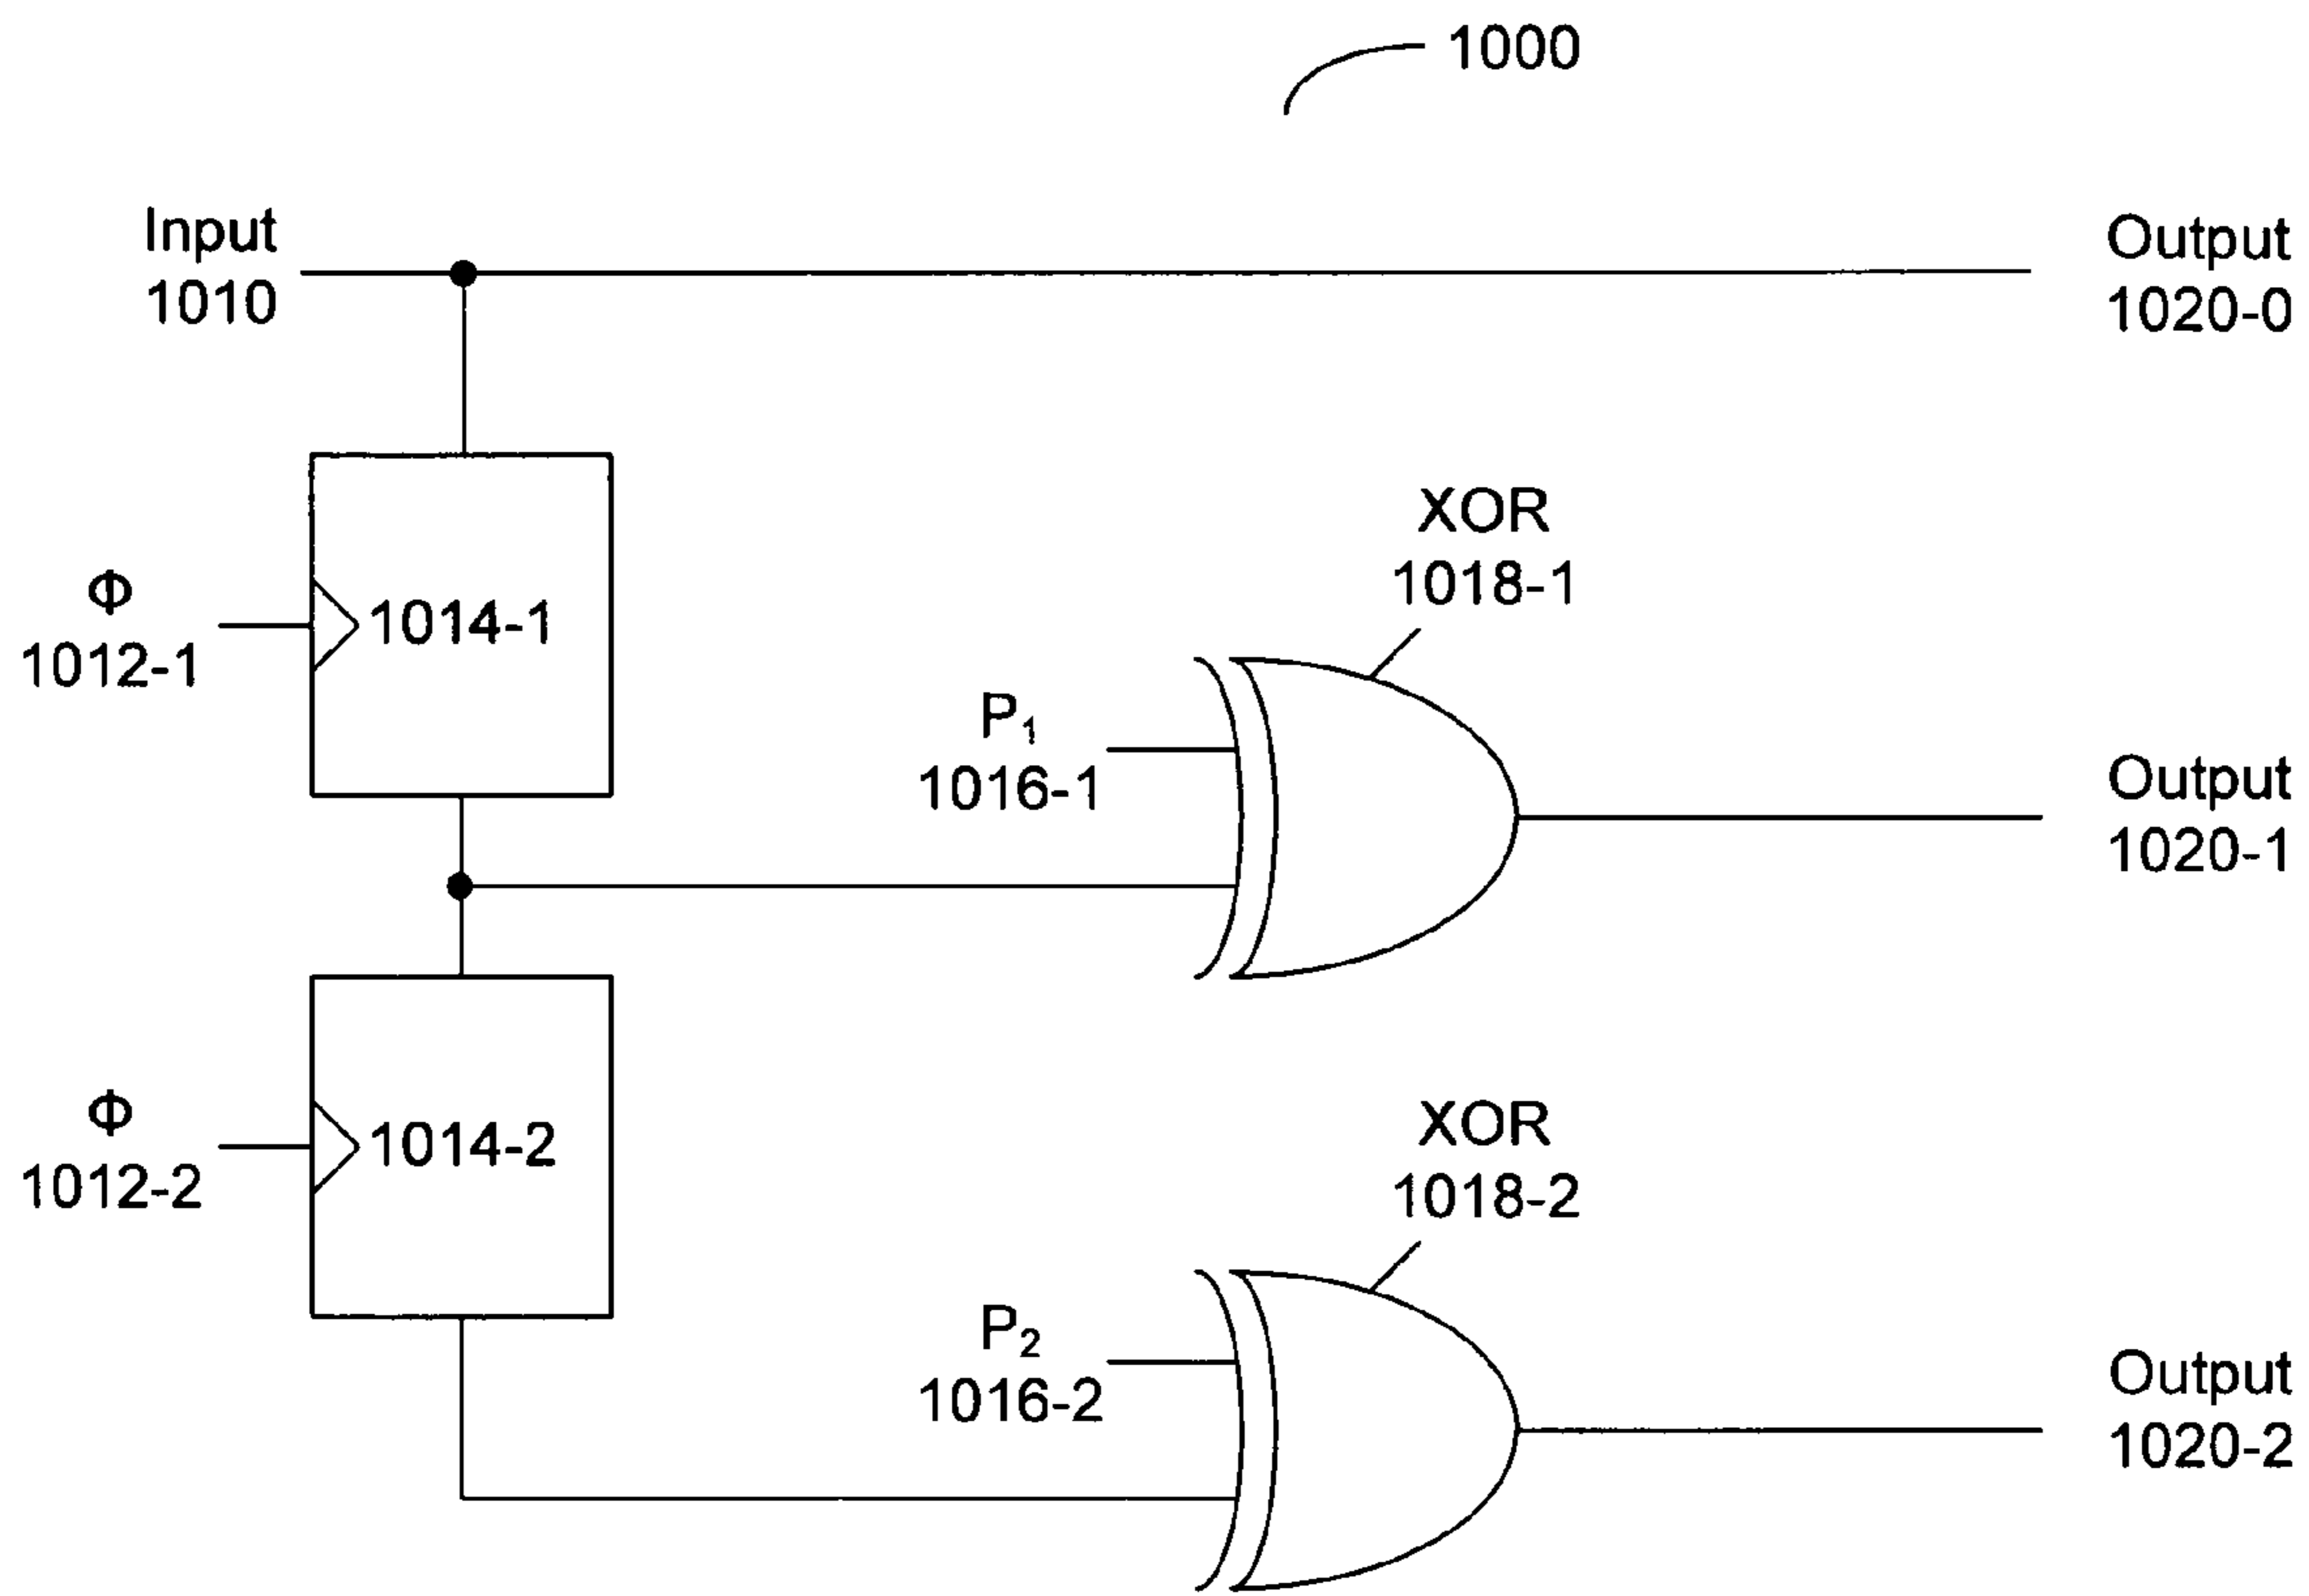 1000
Input
1010
Output
1020-0
Φ
1012-1
1014-1
XOR
1018-1
P₁
1016-1
Output
1020-1
Φ
1012-2
1014-2
XOR
1018-2
P₂
1016-2
Output
1020-2